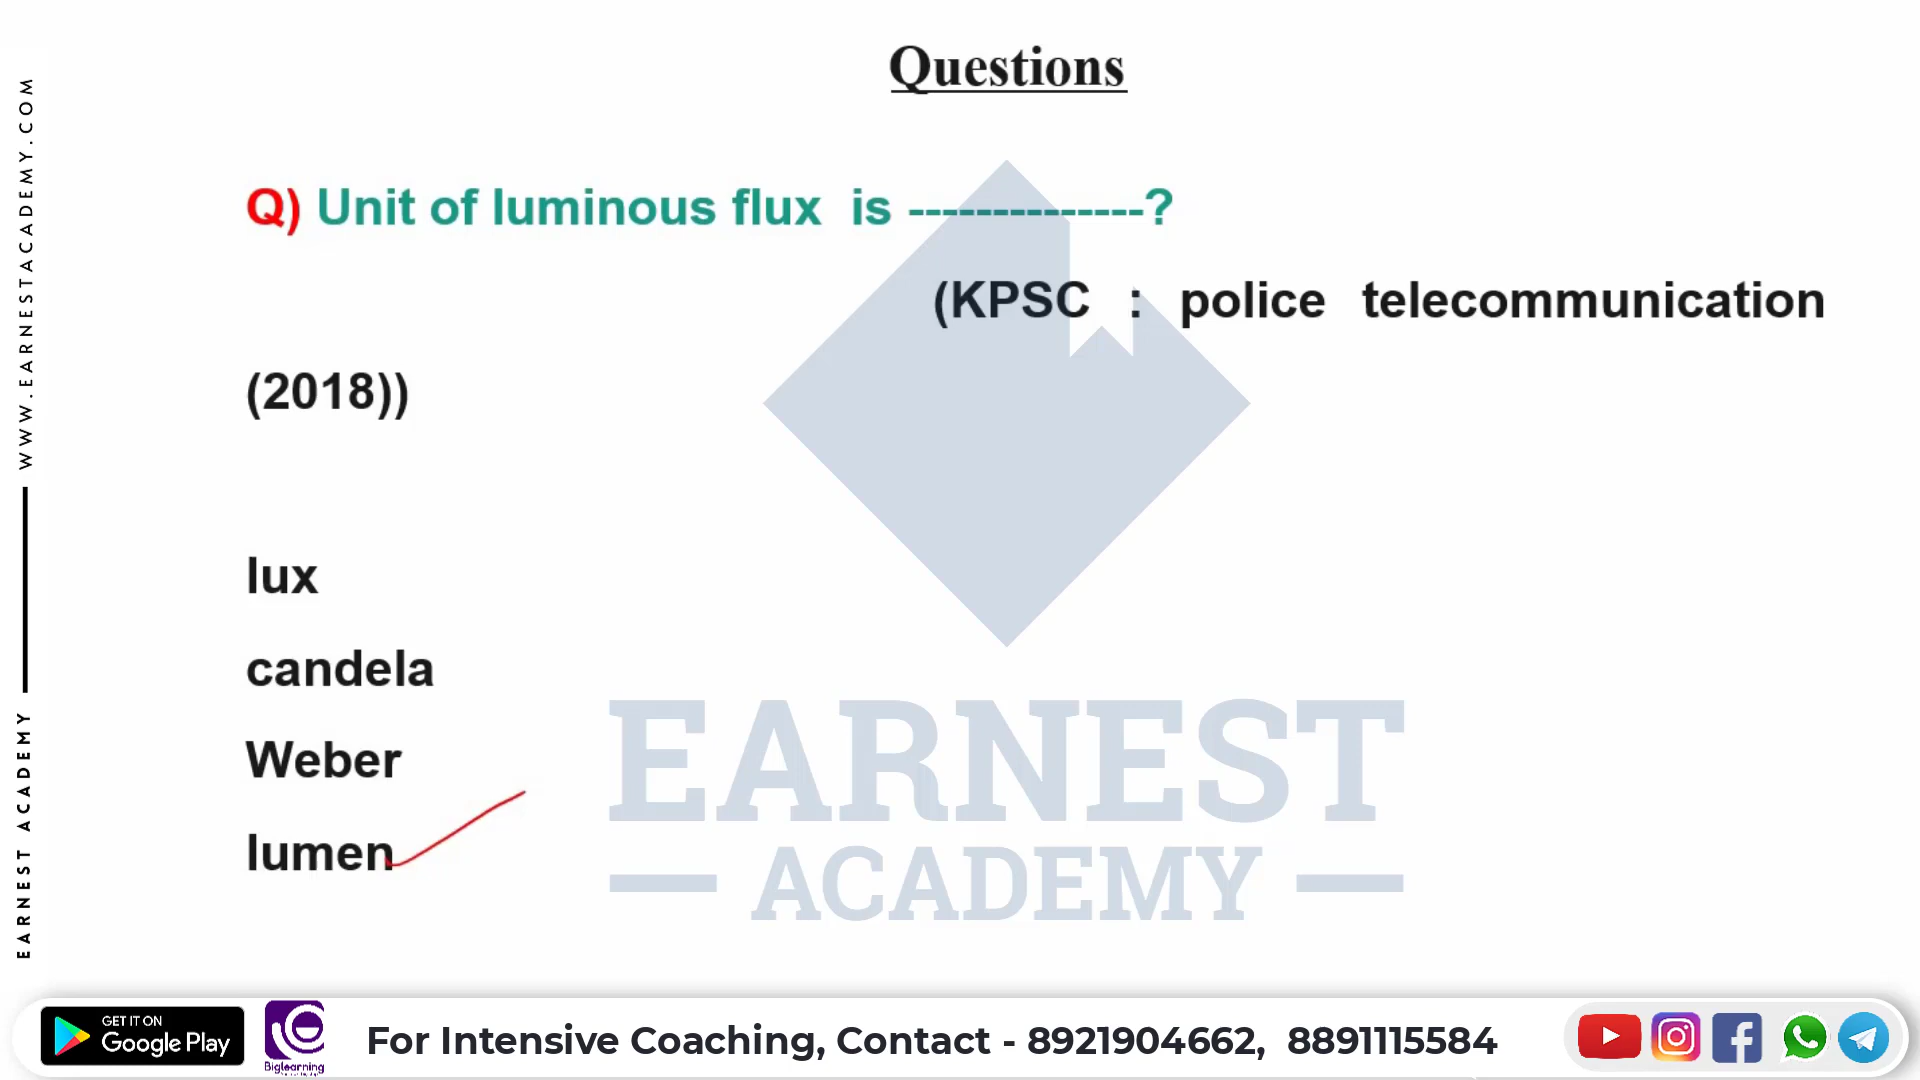 Questions
Q) Unit of luminous flux is --------------?
(KPSC : police telecommunication
(2018))
lux
candela
Weber
lumen
EARNEST
ACADEMY
EARNEST ACADEMY
WWW.EARNESTACADEMY.COM
GET IT ON
Google Play
Biglearning
For Intensive Coaching, Contact - 8921904662, 8891115584